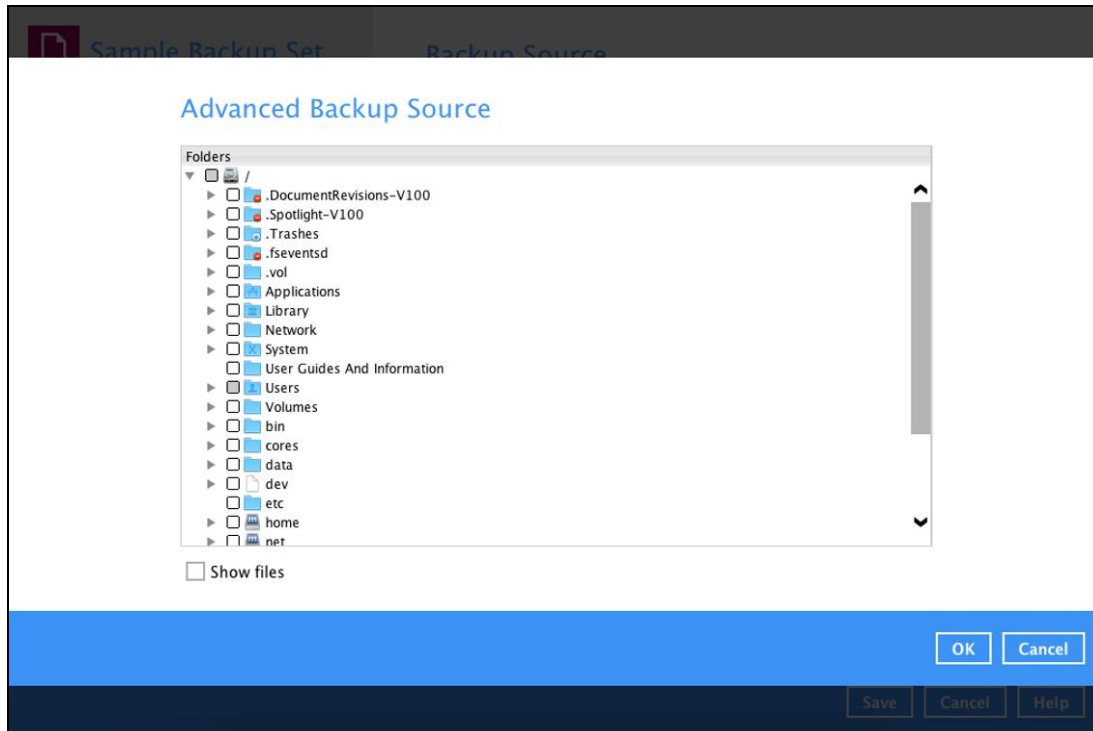 Sample Backup Set
Backup Source
Advanced Backup Source
Folders
/
.DocumentRevisions-V100
.Spotlight-V100
.Trashes
.fseventsd
.vol
Applications
Library
Network
System
User Guides And Information
Users
Volumes
bin
cores
data
dev
etc
home
net
Show files
OK Cancel
Save Cancel Help